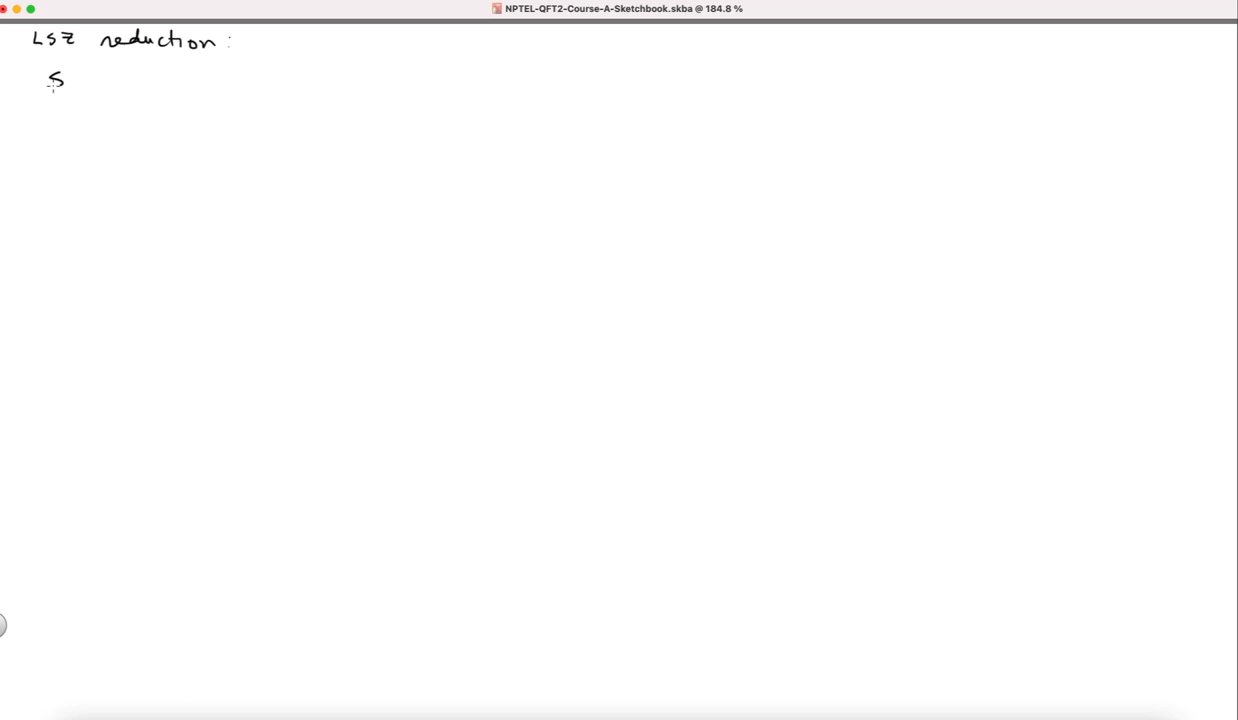 NPTEL-QFT2-Course-A-Sketchbook.skba @ 184.8 %
LSZ reduction:
S